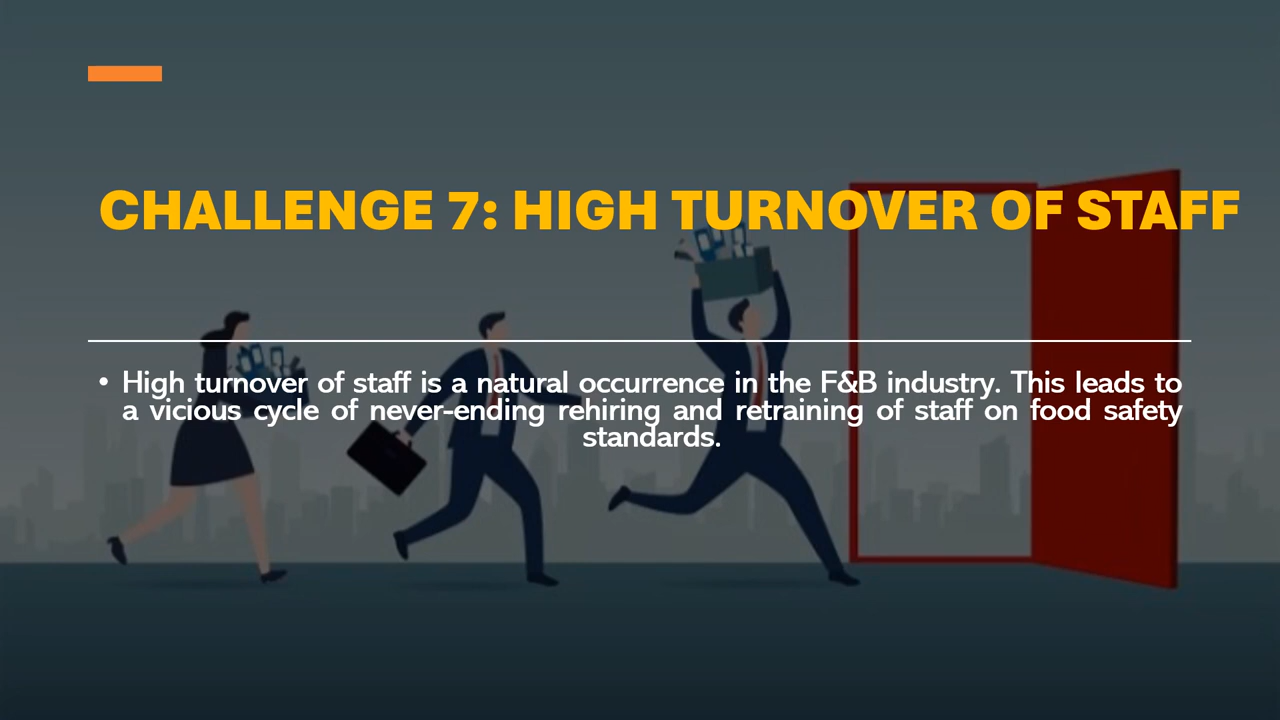 CHALLENGE 7: HIGH TURNOVER OF STAFF
• High turnover of staff is a natural occurrence in the F&B industry. This leads to
a vicious cycle of never-ending rehiring and retraining of staff on food safety
standards.